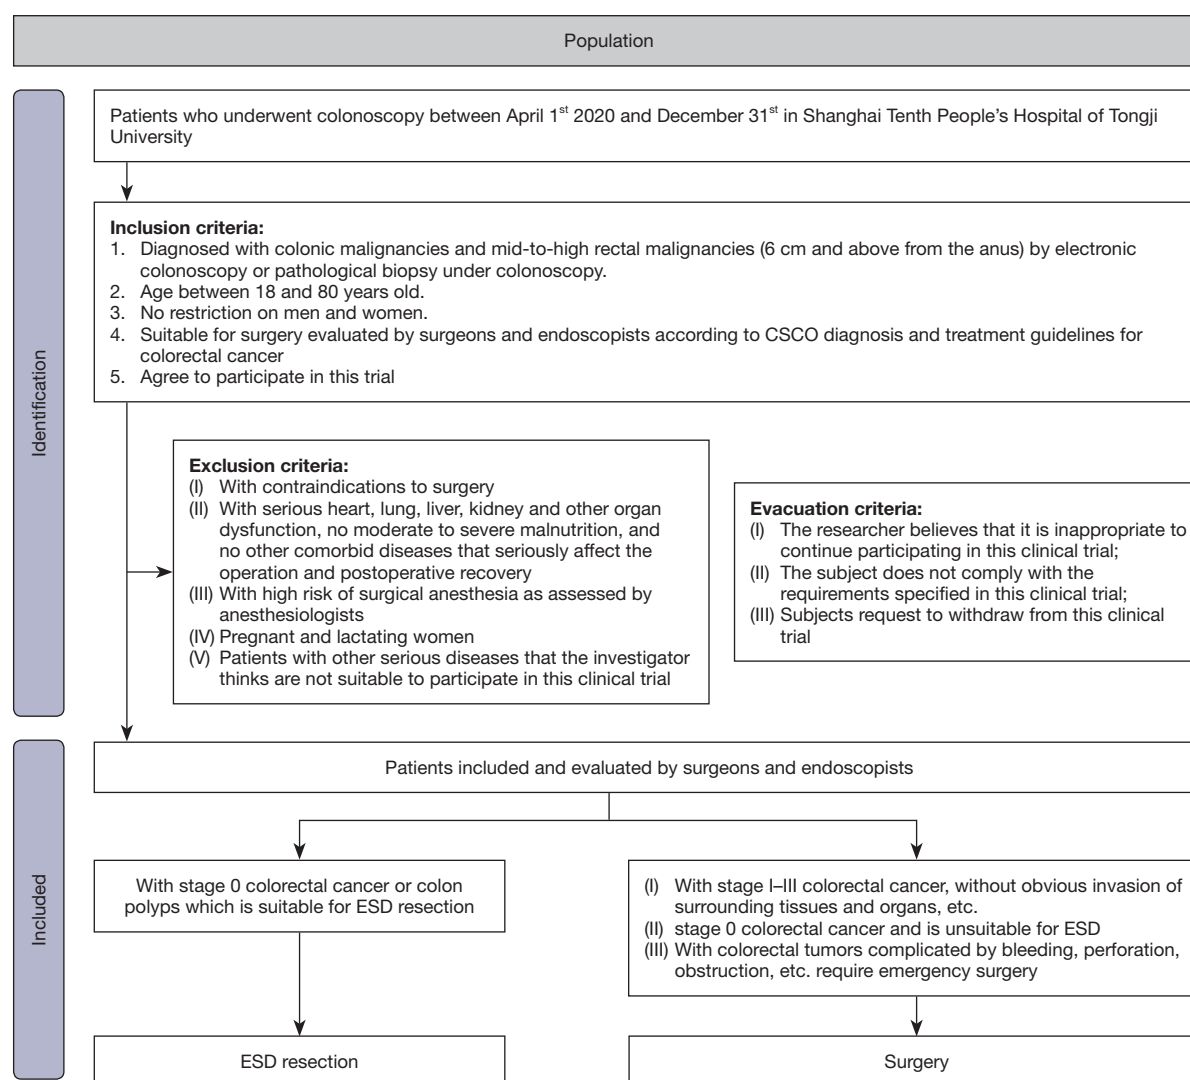 Population
Identification
Patients who underwent colonoscopy between April 1st 2020 and December 31st in Shanghai Tenth People's Hospital of Tongji
University
Inclusion criteria:
1. Diagnosed with colonic malignancies and mid-to-high rectal malignancies (6 cm and above from the anus) by electronic
colonoscopy or pathological biopsy under colonoscopy.
2. Age between 18 and 80 years old.
3. No restriction on men and women.
4. Suitable for surgery evaluated by surgeons and endoscopists according to CSCO diagnosis and treatment guidelines for
colorectal cancer
5. Agree to participate in this trial
Exclusion criteria:
(I) With contraindications to surgery
(II) With serious heart, lung, liver, kidney and other organ
dysfunction, no moderate to severe malnutrition, and
no other comorbid diseases that seriously affect the
operation and postoperative recovery
(III) With high risk of surgical anesthesia as assessed by
anesthesiologists
(IV) Pregnant and lactating women
(V) Patients with other serious diseases that the investigator
thinks are not suitable to participate in this clinical trial
Evacuation criteria:
(I) The researcher believes that it is inappropriate to
continue participating in this clinical trial;
(II) The subject does not comply with the
requirements specified in this clinical trial;
(III) Subjects request to withdraw from this clinical
trial
Included
Patients included and evaluated by surgeons and endoscopists
With stage 0 colorectal cancer or colon
polyps which is suitable for ESD resection
(I) With stage I–III colorectal cancer, without obvious invasion of
surrounding tissues and organs, etc.
(II) stage 0 colorectal cancer and is unsuitable for ESD
(III) With colorectal tumors complicated by bleeding, perforation,
obstruction, etc. require emergency surgery
ESD resection
Surgery